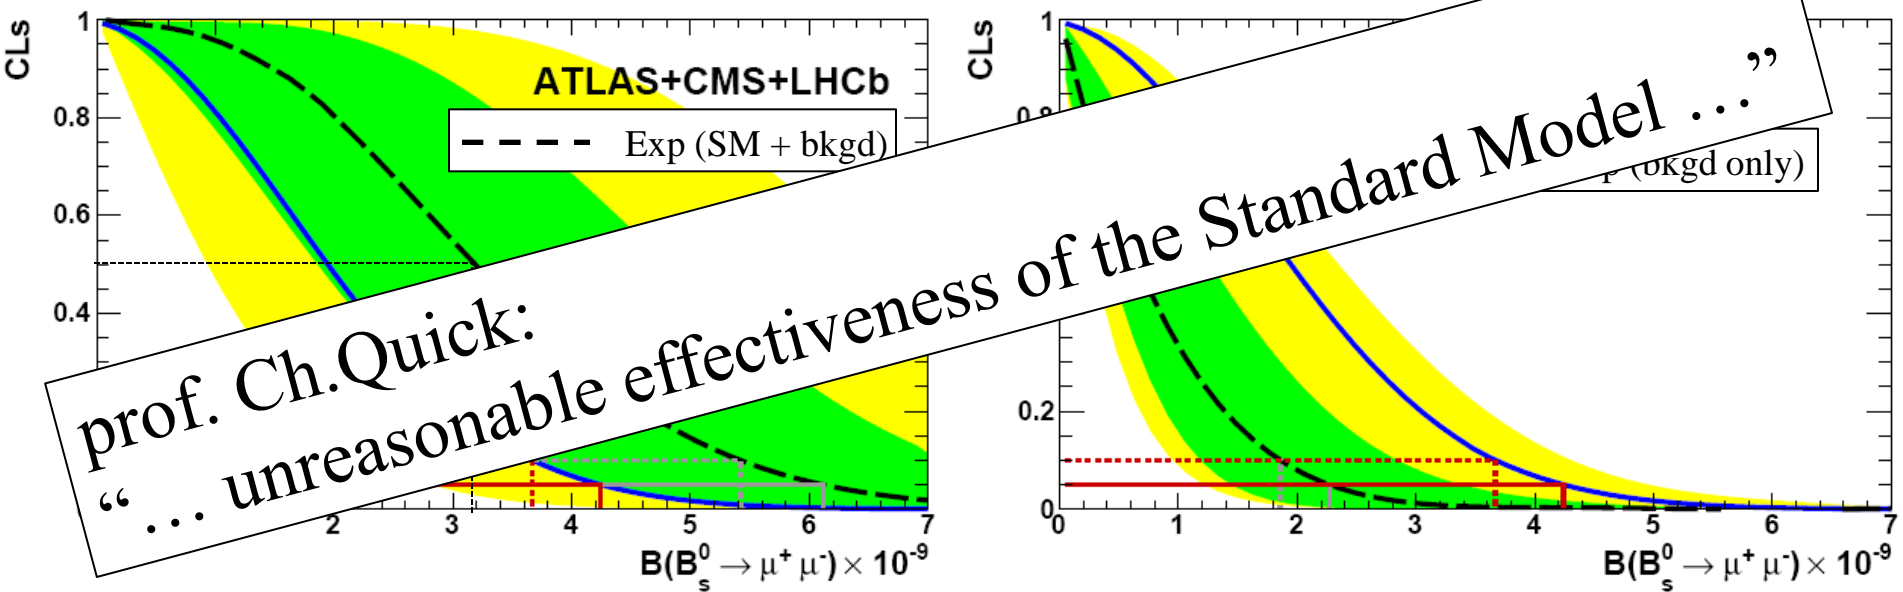 CLs
1
0.8
0.6
0.4
ATLAS+CMS+LHCb
Exp (SM + bkgd)
2 3 4 5 6 7
B(B⁰ₛ → μ⁺ μ⁻) × 10⁻⁹
CLs
1
(bkgd only)
0.2
0
0 1 2 3 4 5 6 7
B(B⁰ₛ → μ⁺ μ⁻) × 10⁻⁹
prof. Ch.Quick:
“… unreasonable effectiveness of the Standard Model …”